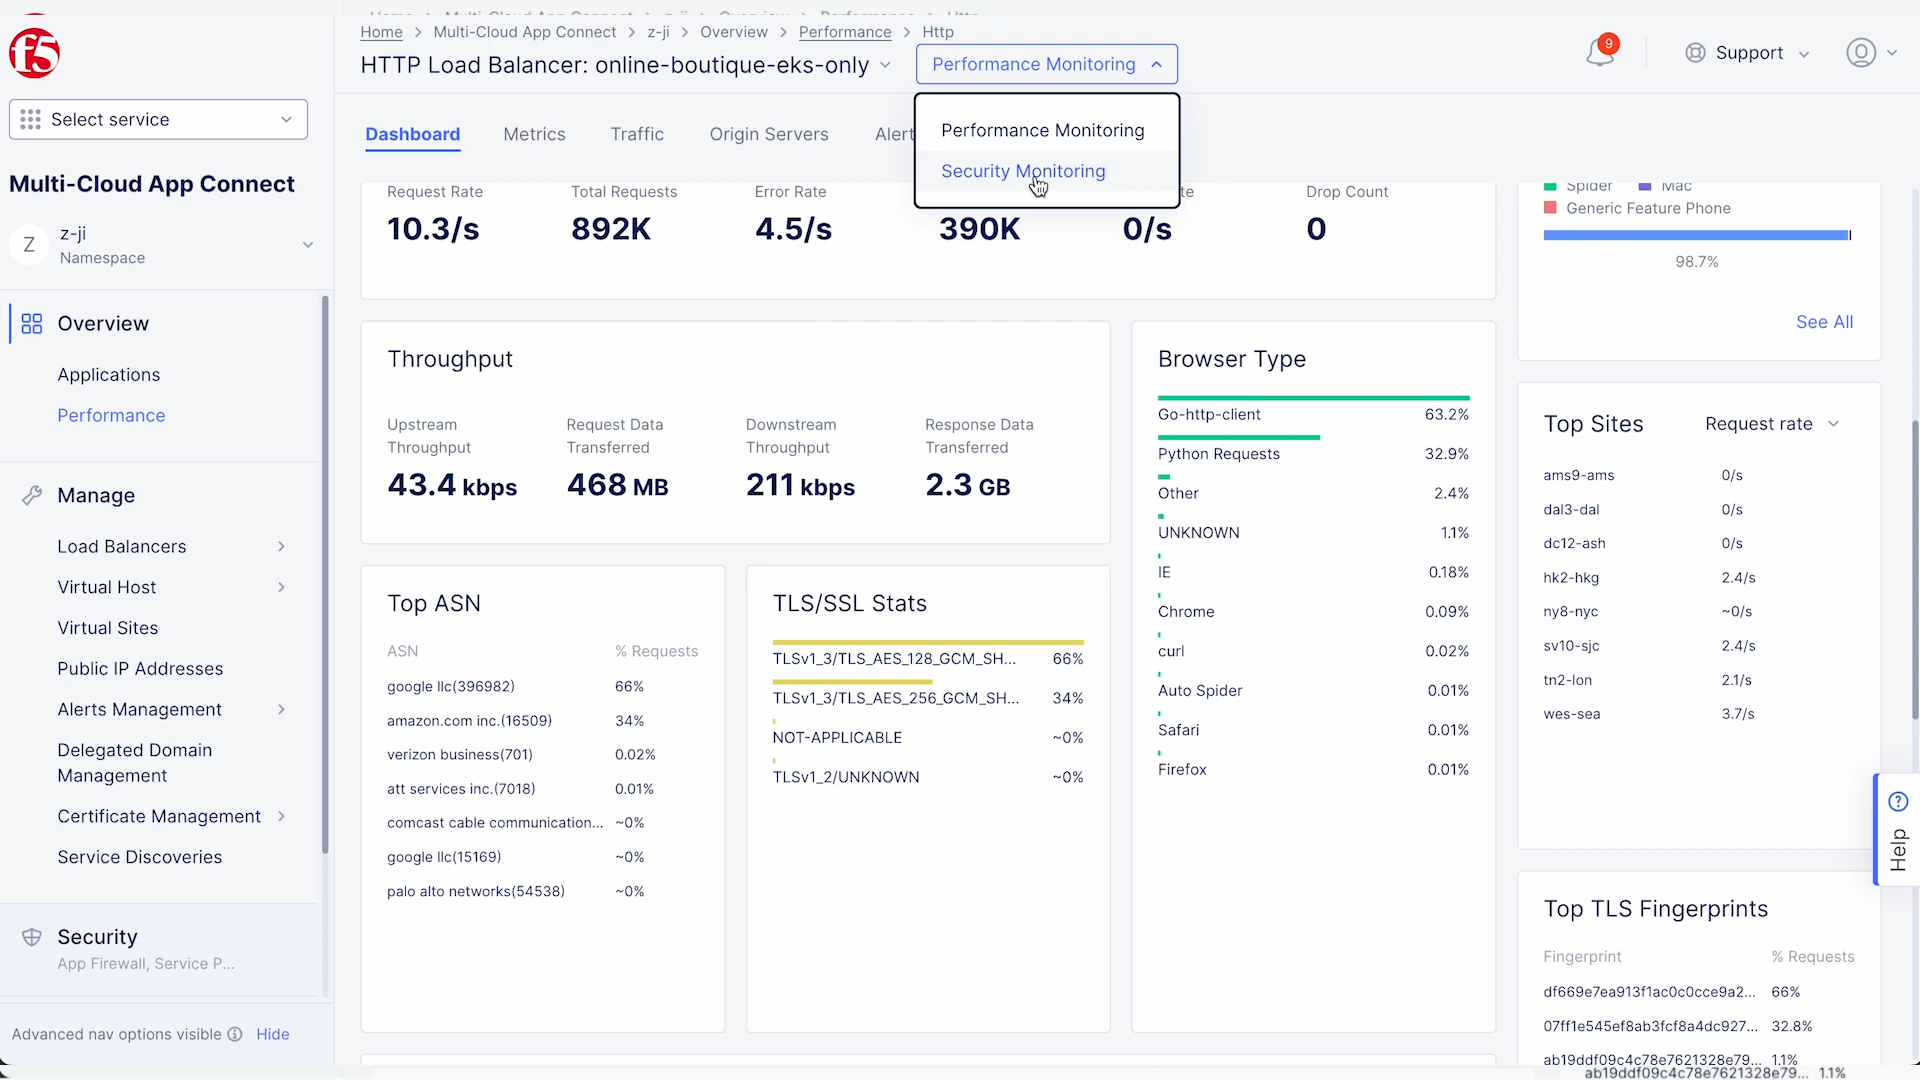 Home > Multi-Cloud App Connect > z-ji > Overview > Performance > Http
HTTP Load Balancer: online-boutique-eks-only
Performance Monitoring
9
Support
f5
Select service
Multi-Cloud App Connect
Z
z-ji
Namespace
Overview
Applications
Performance
Manage
Load Balancers
Virtual Host
Virtual Sites
Public IP Addresses
Alerts Management
Delegated Domain
Management
Certificate Management
Service Discoveries
Security
App Firewall, Service P...
Advanced nav options visible Hide
Dashboard Metrics Traffic Origin Servers Alert
Performance Monitoring
Security Monitoring
Request Rate
10.3/s
Total Requests
892K
Error Rate
4.5/s
390K
te
0/s
Drop Count
0
Throughput
Upstream
Throughput
43.4 kbps
Request Data
Transferred
468 MB
Downstream
Throughput
211 kbps
Response Data
Transferred
2.3 GB
Top ASN
ASN % Requests
google llc(396982) 66%
amazon.com inc.(16509) 34%
verizon business(701) 0.02%
att services inc.(7018) 0.01%
comcast cable communication... ~0%
google llc(15169) ~0%
palo alto networks(54538) ~0%
TLS/SSL Stats
TLSv1_3/TLS_AES_128_GCM_SH... 66%
TLSv1_3/TLS_AES_256_GCM_SH... 34%
NOT-APPLICABLE ~0%
TLSv1_2/UNKNOWN ~0%
Browser Type
Go-http-client 63.2%
Python Requests 32.9%
Other 2.4%
UNKNOWN 1.1%
IE 0.18%
Chrome 0.09%
curl 0.02%
Auto Spider 0.01%
Safari 0.01%
Firefox 0.01%
Spider Mac
Generic Feature Phone
98.7%
See All
Top Sites Request rate
ams9-ams 0/s
dal3-dal 0/s
dc12-ash 0/s
hk2-hkg 2.4/s
ny8-nyc ~0/s
sv10-sjc 2.4/s
tn2-lon 2.1/s
wes-sea 3.7/s
Help
Top TLS Fingerprints
Fingerprint % Requests
df669e7ea913f1ac0c0cce9a2... 66%
07ff1e545ef8ab3fcf8a4dc927... 32.8%
ab19ddf09c4c78e7621328e79... 1.1%
ab19ddf09c4c78e7621328e79... 1.1%